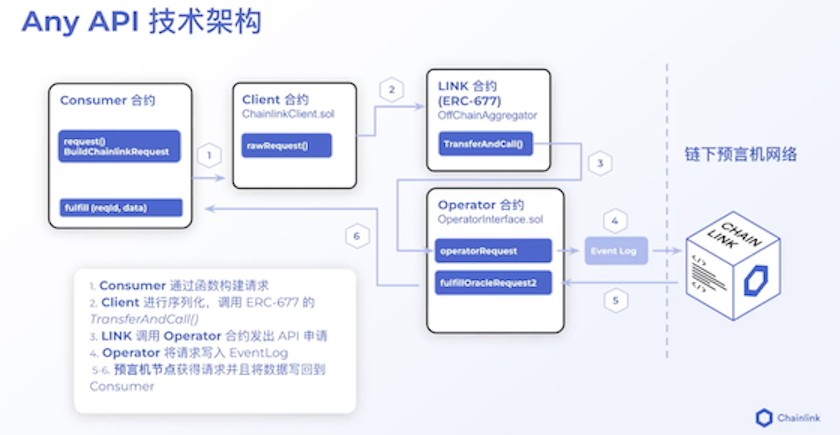 Any API 技术架构
Consumer 合约
request()
BuildChainlinkRequest
fulfill (reqId, data)
1
Client 合约
ChainlinkClient.sol
rawRequest()
2
LINK 合约
(ERC-677)
OffChainAggregator
TransferAndCall()
3
Operator 合约
OperatorInterface.sol
operatorRequest
fulfillOracleRequest2
4
Event Log
5
6
链下预言机网络
CHAIN
LINK
</>
</>
1. Consumer 通过函数构建请求
2. Client 进行序列化，调用 ERC-677 的
TransferAndCall()
3. LINK 调用 Operator 合约发出 API 申请
4. Operator 将请求写入 EventLog
5-6. 预言机节点获得请求并且将数据写回到
Consumer
Chainlink